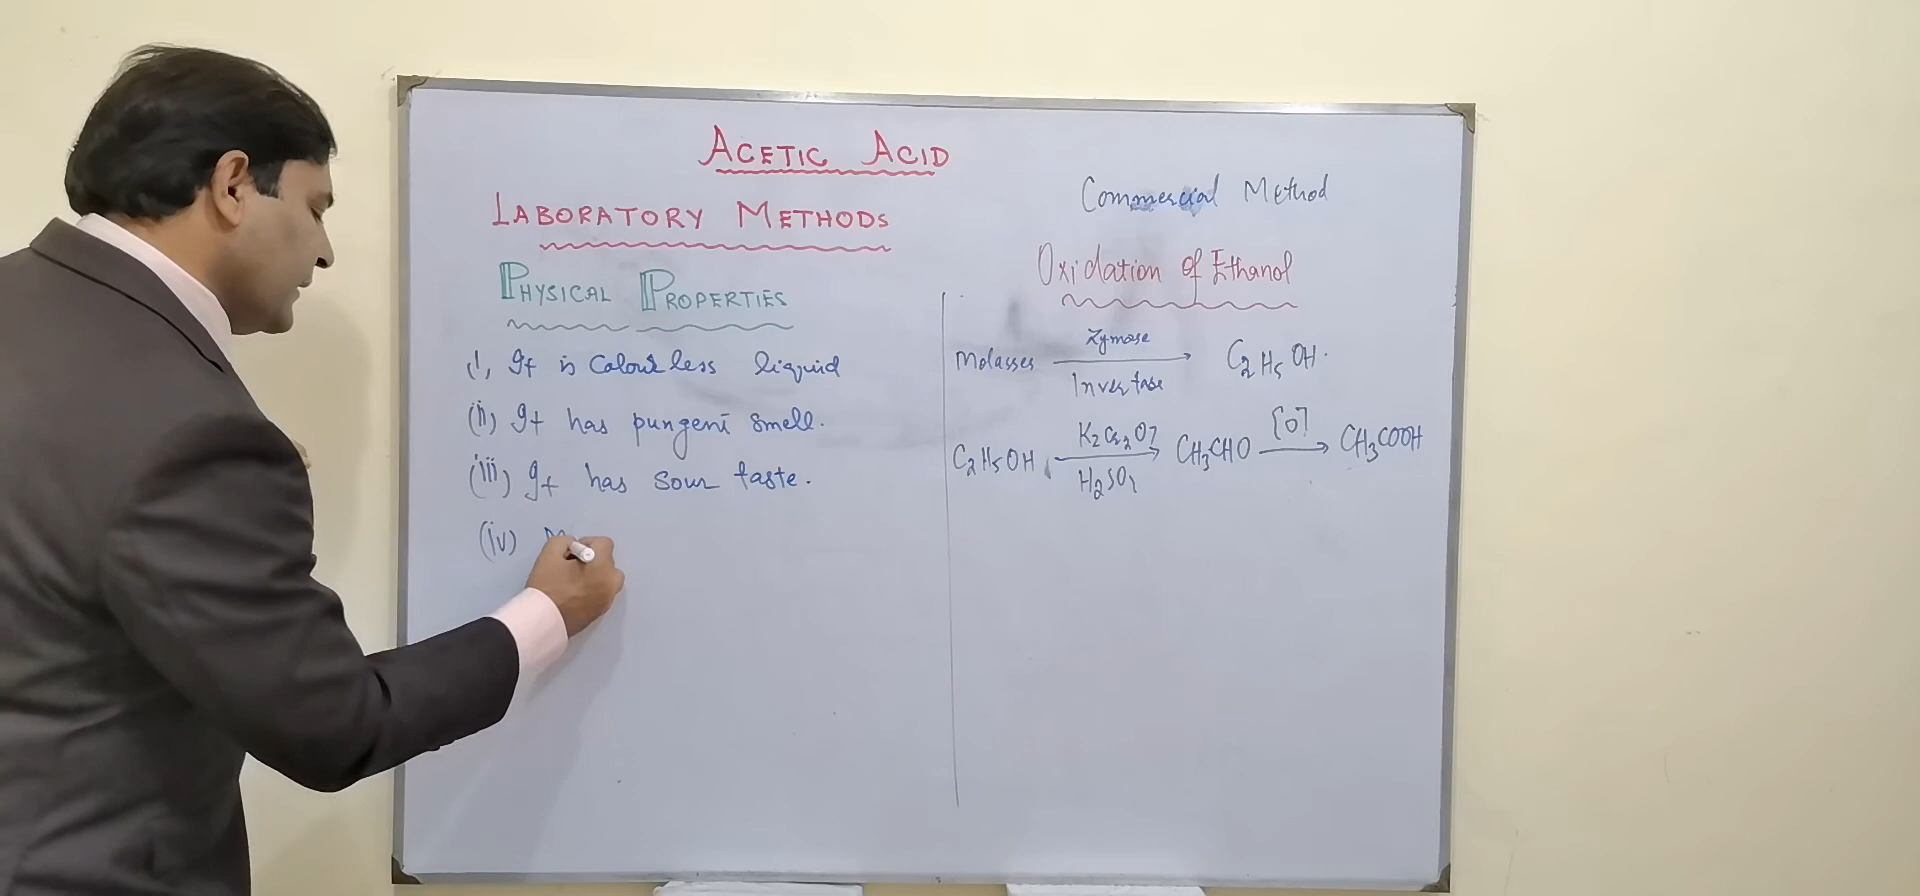 ACETIC ACID
LABORATORY METHODS
PHYSICAL PROPERTIES
(i) It is Colourless liquid
(ii) It has pungent smell.
(iii) It has sour taste.
(iv)
Commercial Method
Oxidation of Ethanol
Molasses Zymase Invertase C2H5OH.
C2H5OH K2Cr2O7 H2SO4 CH3CHO [O] CH3COOH